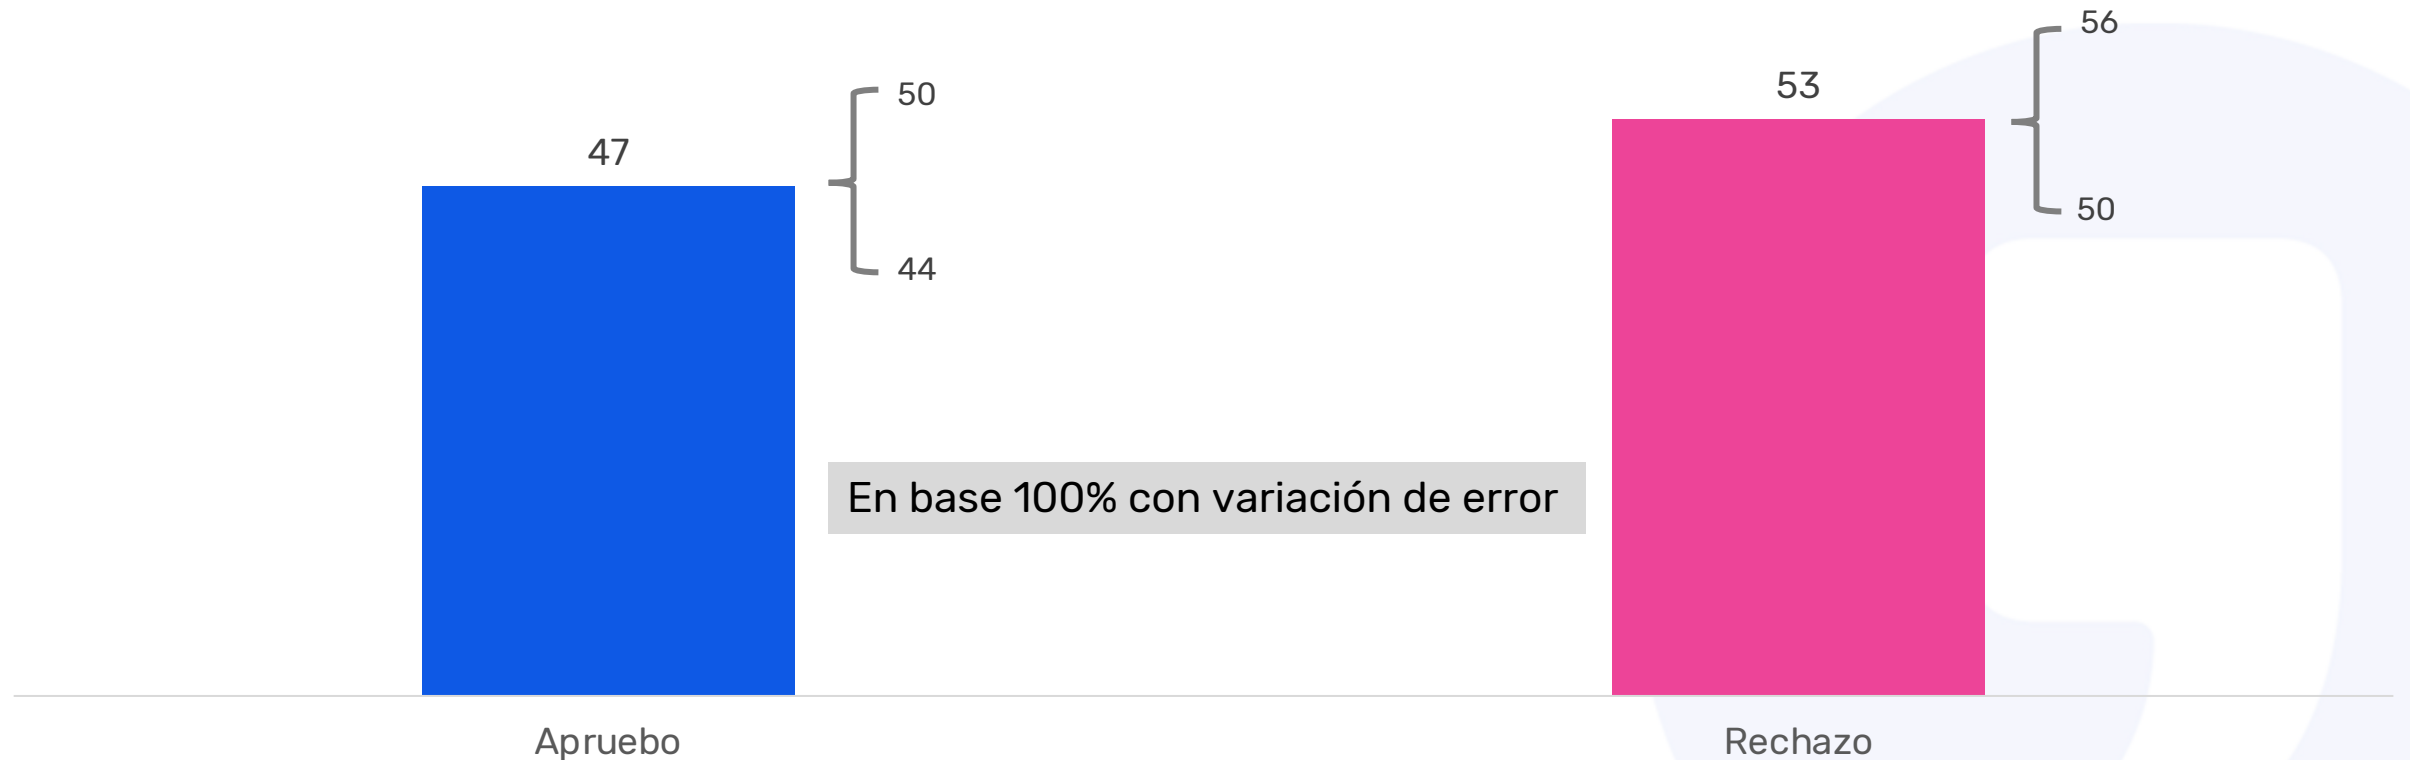 56
50
53
47
50
44
En base 100% con variación de error
Apruebo
Rechazo